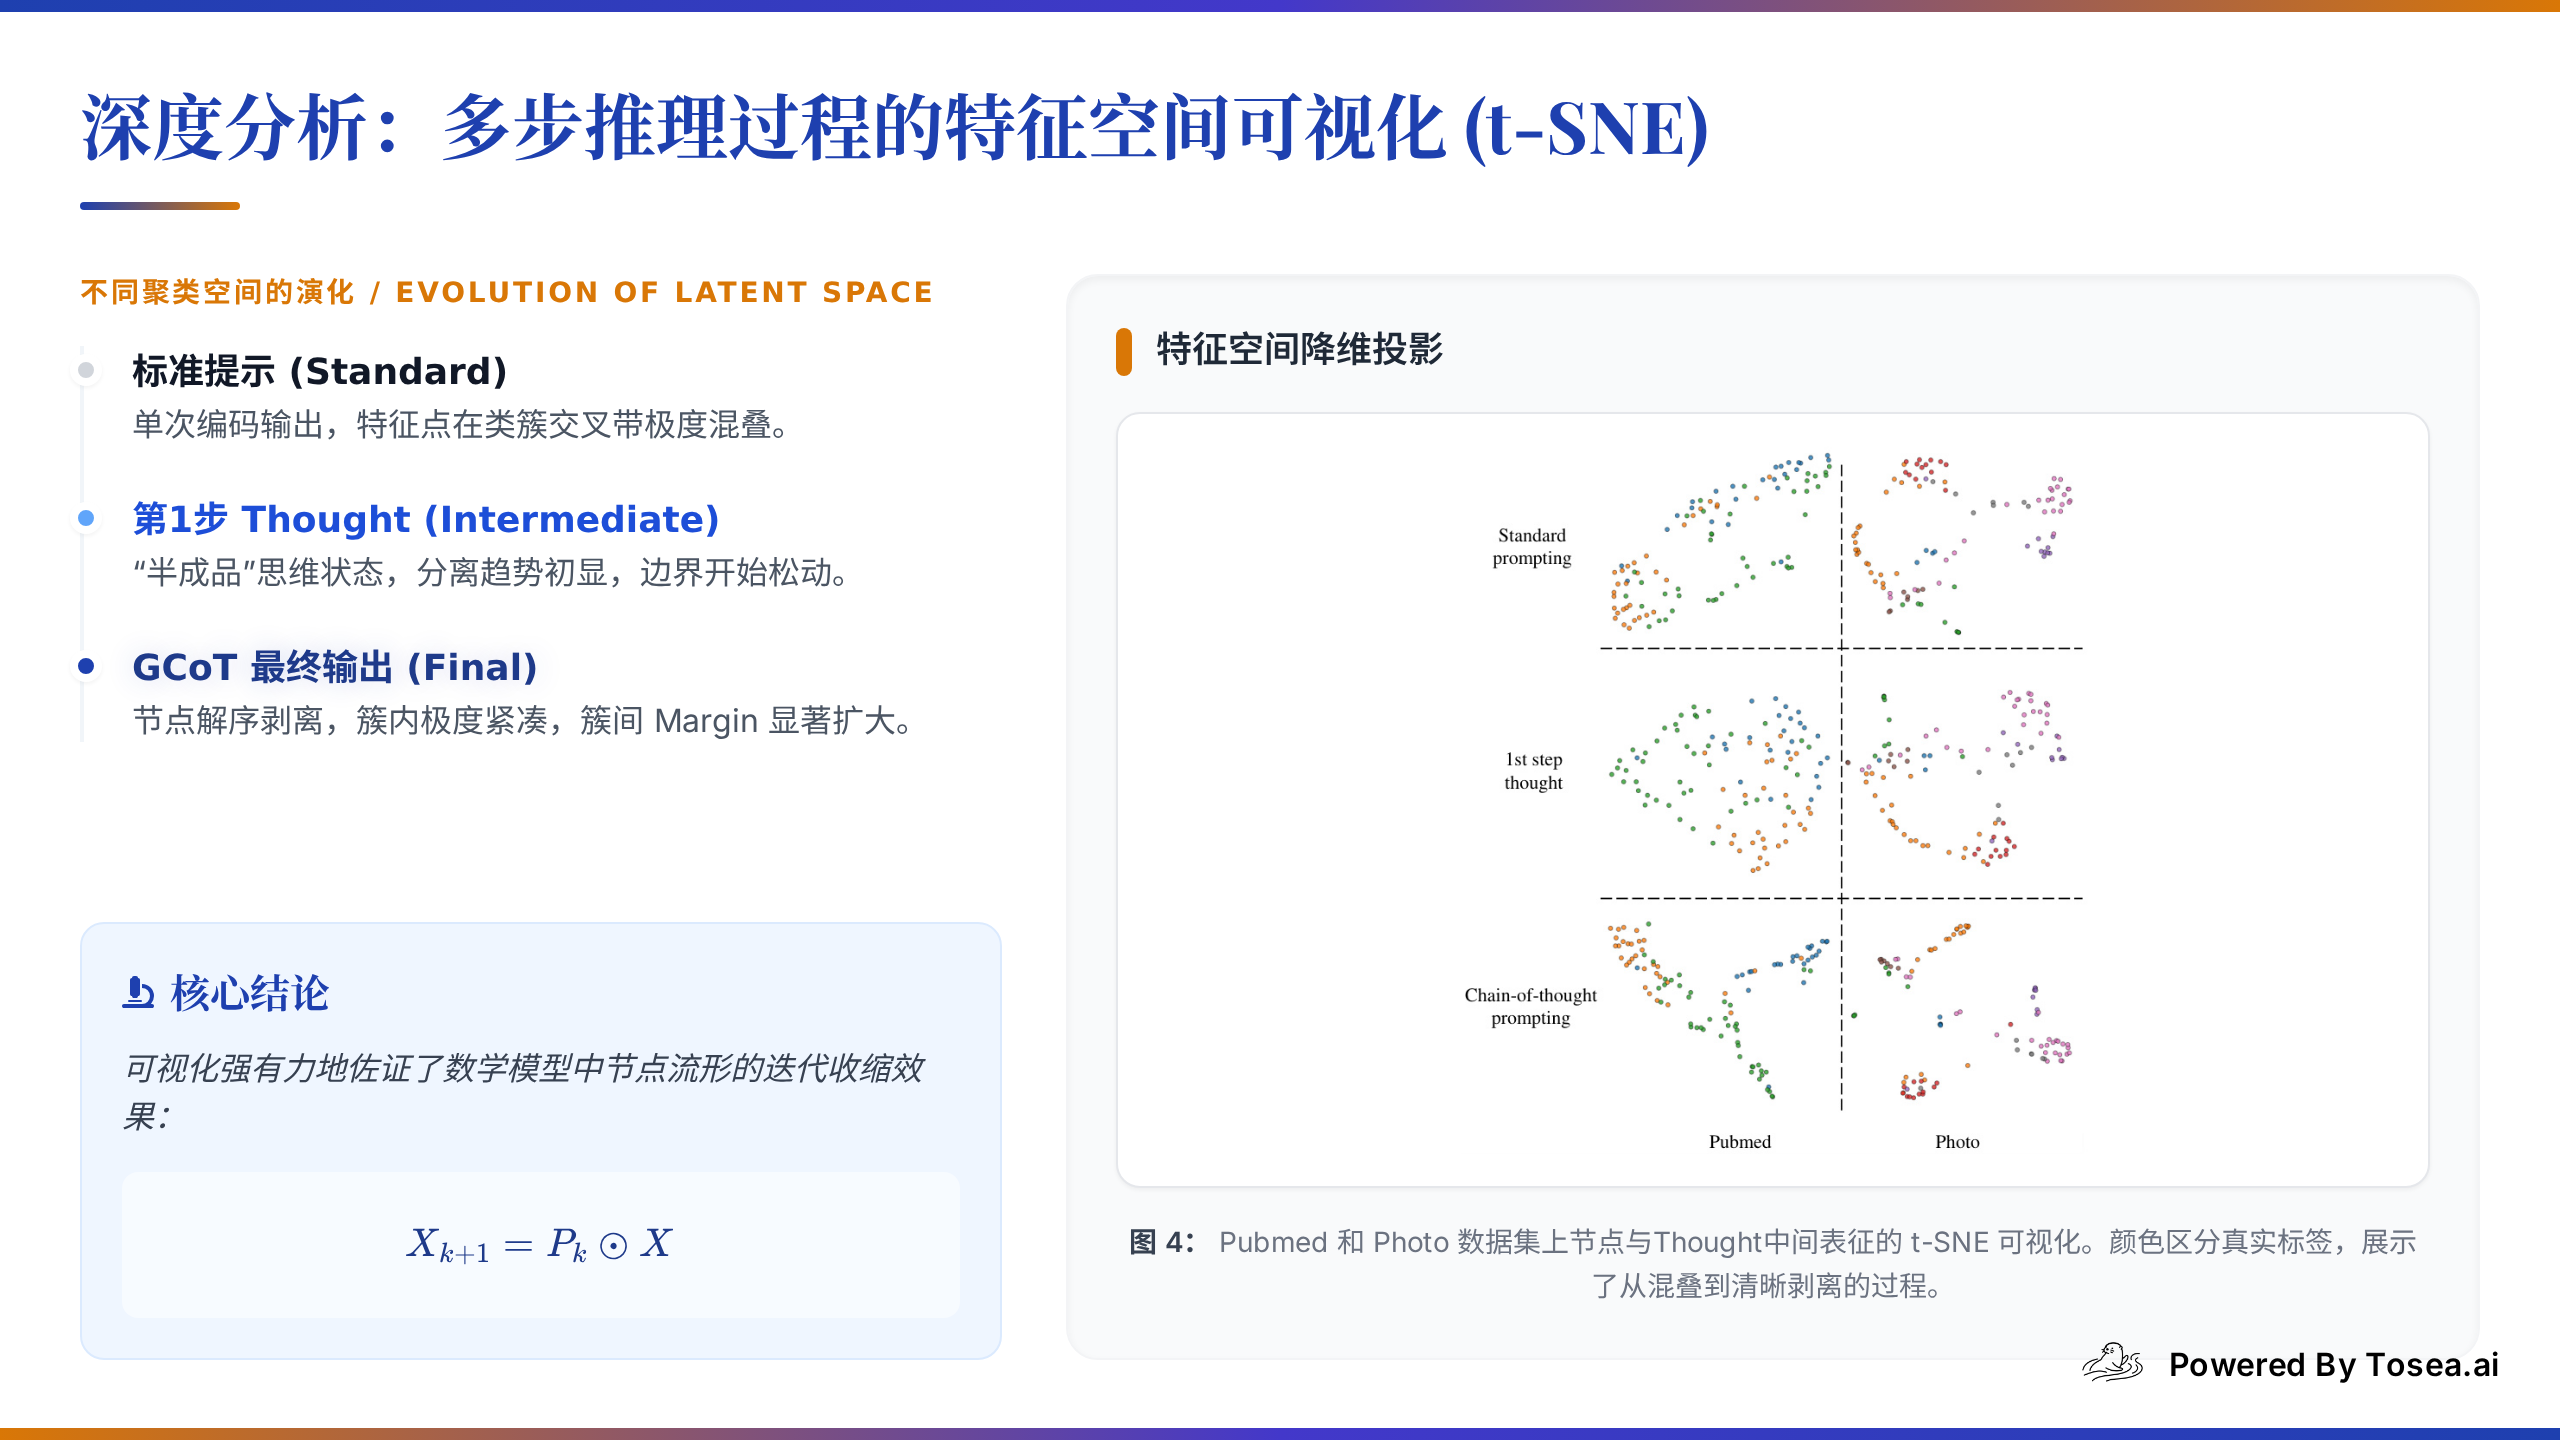 深度分析：多步推理过程的特征空间可视化 (t-SNE)
不同聚类空间的演化 / EVOLUTION OF LATENT SPACE
标准提示 (Standard)
单次编码输出，特征点在类簇交叉带极度混叠。
第1步 Thought (Intermediate)
“半成品”思维状态，分离趋势初显，边界开始松动。
GCoT 最终输出 (Final)
节点解序剥离，簇内极度紧凑，簇间 Margin 显著扩大。
核心结论
可视化强有力地佐证了数学模型中节点流形的迭代收缩效
果：
X_{k+1} = P_k ⊙ X
特征空间降维投影
Standard
prompting
1st step
thought
Chain-of-thought
prompting
Pubmed
Photo
图 4： Pubmed 和 Photo 数据集上节点与Thought中间表征的 t-SNE 可视化。颜色区分真实标签，展示
了从混叠到清晰剥离的过程。
Powered By Tosea.ai